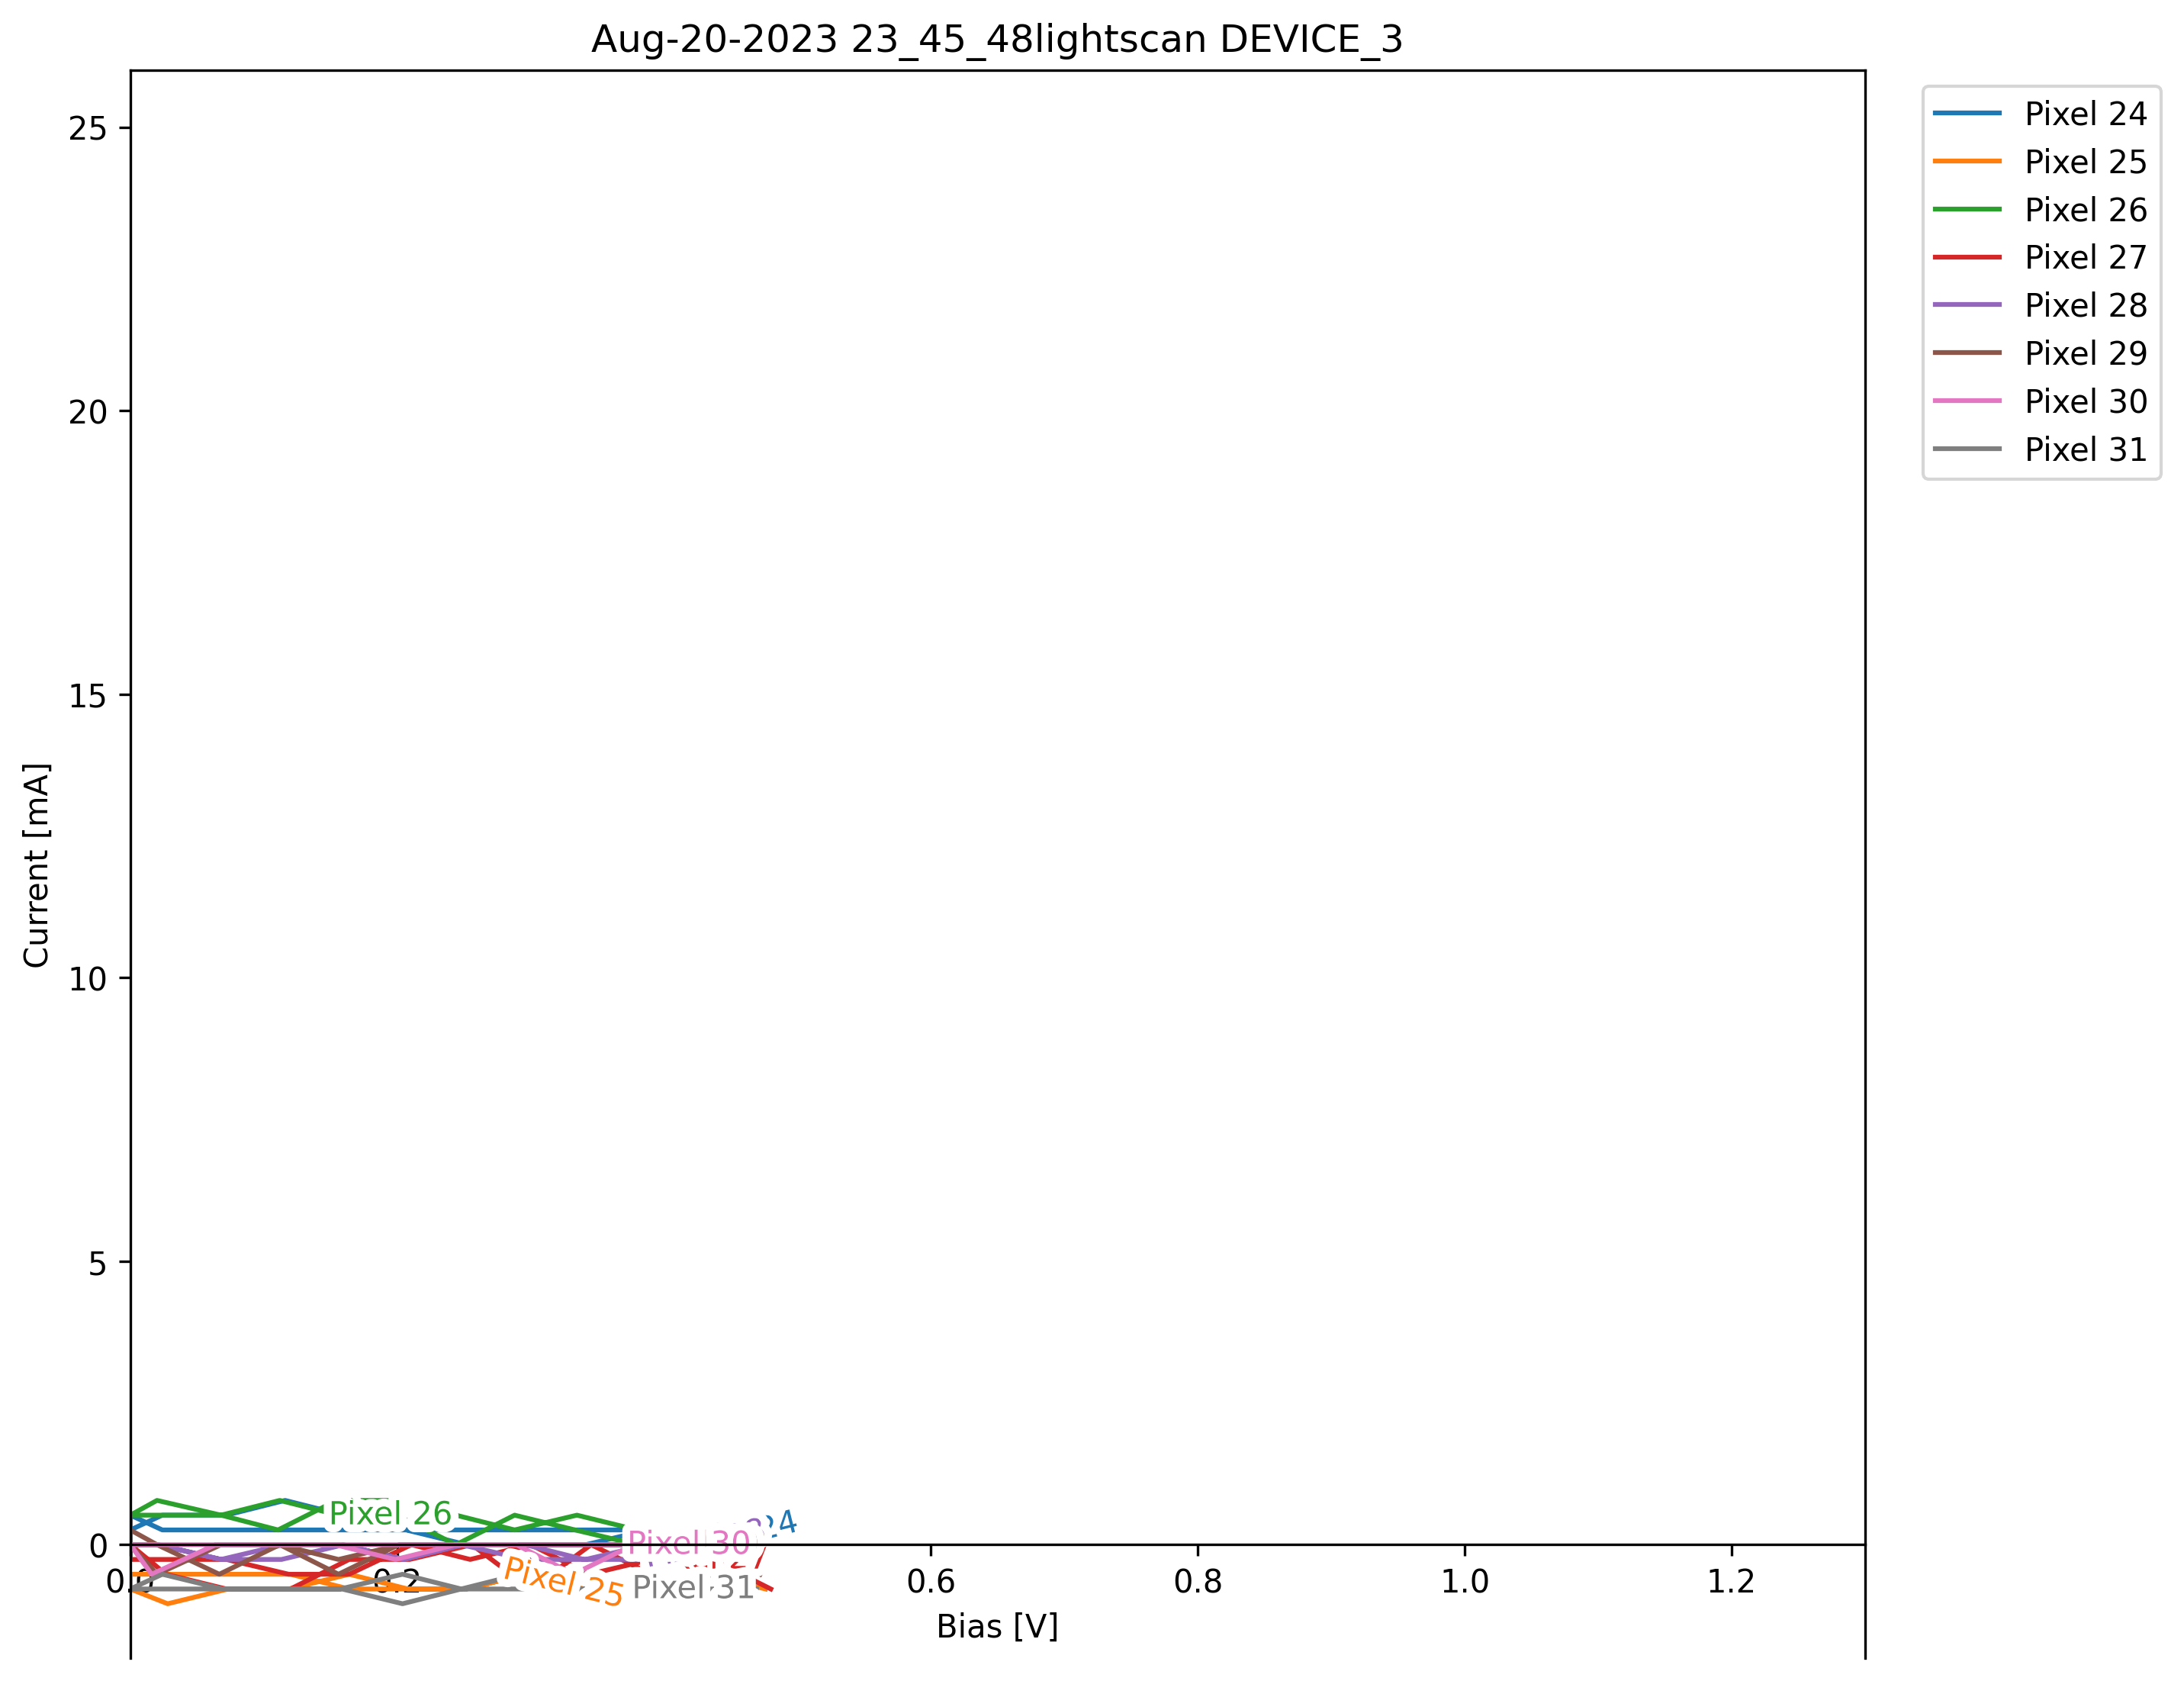 Aug-20-2023 23_45_48lightscan DEVICE_3
Pixel 24
Pixel 25
Pixel 26
Pixel 27
Pixel 28
Pixel 29
Pixel 30
Pixel 31
25
20
15
10
5
0
Current [mA]
Pixel 26
Pixel 30
Pixel 25
Pixel 31
0.2
0.6
0.8
1.0
1.2
Bias [V]